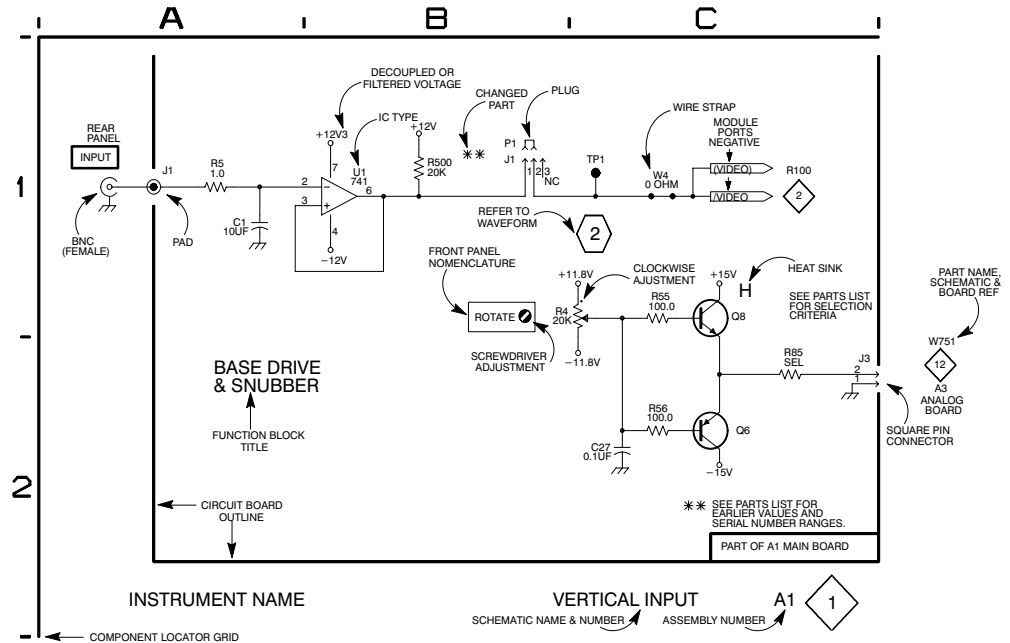 A B C
1
2
REAR
PANEL
INPUT
BNC
(FEMALE)
J1
PAD
R5
1.0
C1
10UF
DECOUPLED OR
FILTERED VOLTAGE
+12V3
IC TYPE
U1
741
7
2
3
6
4
−
+
−12V
+12V
R500
20K
CHANGED
PART
**
PLUG
P1
J1
1 2 3
NC
TP1
WIRE STRAP
W4
0 OHM
MODULE
PORTS
NEGATIVE
(VIDEO)
/VIDEO
R100
2
REFER TO
WAVEFORM
2
FRONT PANEL
NOMENCLATURE
ROTATE
SCREWDRIVER
ADJUSTMENT
+11.8V
CLOCKWISE
AJUSTMENT
R4
20K
−11.8V
R55
100.0
+15V
H
HEAT SINK
Q8
SEE PARTS LIST
FOR SELECTION
CRITERIA
PART NAME,
SCHEMATIC &
BOARD REF
W751
12
A3
ANALOG
BOARD
R85
SEL
J3
2
1
SQUARE PIN
CONNECTOR
R56
100.0
Q6
C27
0.1UF
−15V
BASE DRIVE
& SNUBBER
FUNCTION BLOCK
TITLE
CIRCUIT BOARD
OUTLINE
** SEE PARTS LIST FOR
EARLIER VALUES AND
SERIAL NUMBER RANGES.
PART OF A1 MAIN BOARD
INSTRUMENT NAME
VERTICAL INPUT
A1
1
SCHEMATIC NAME & NUMBER
ASSEMBLY NUMBER
COMPONENT LOCATOR GRID